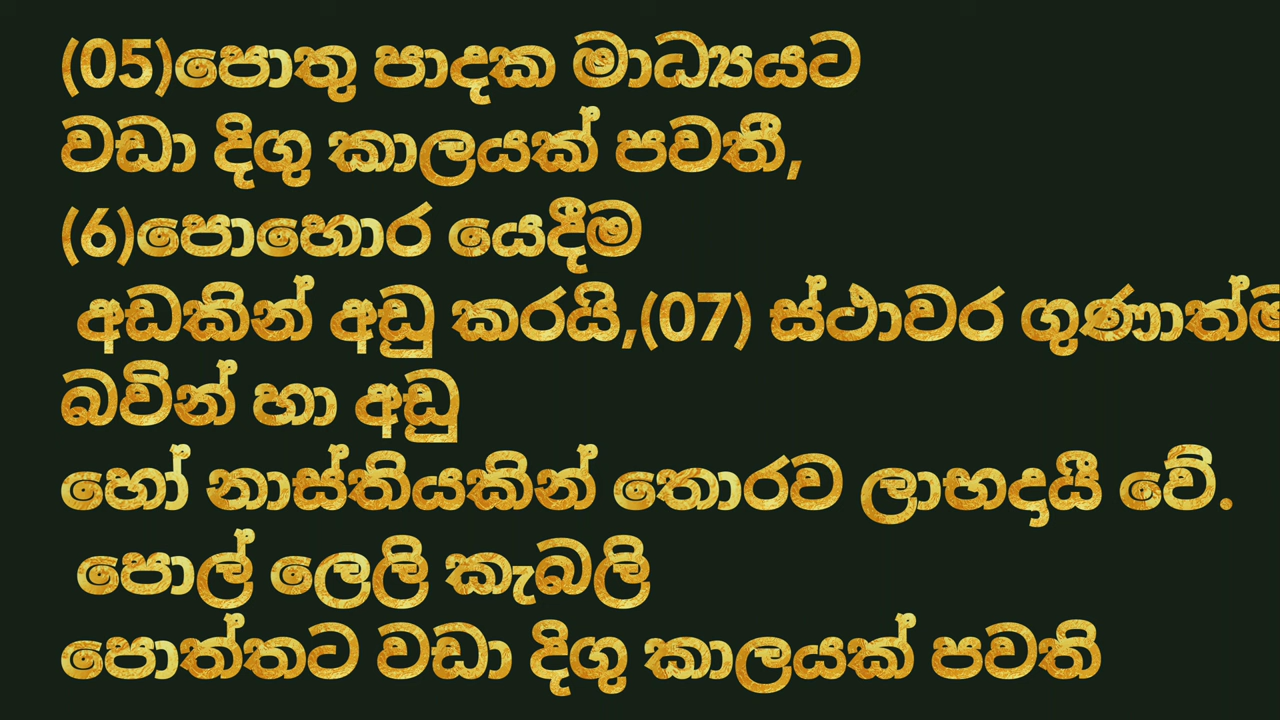 (05)පොතු පාදක මාධ්‍යයට
වඩා දිගු කාලයක් පවතී,
(6)පොහොර යෙදීම
අඩකින් අඩු කරයි,(07) ස්ථාවර
බවින් හා අඩු
හෝ නාස්තියකින් තොරව ලාභදායී වේ.
පොල් ලෙලි කැබලි
පොත්තට වඩා දිගු කාලයක් පවති